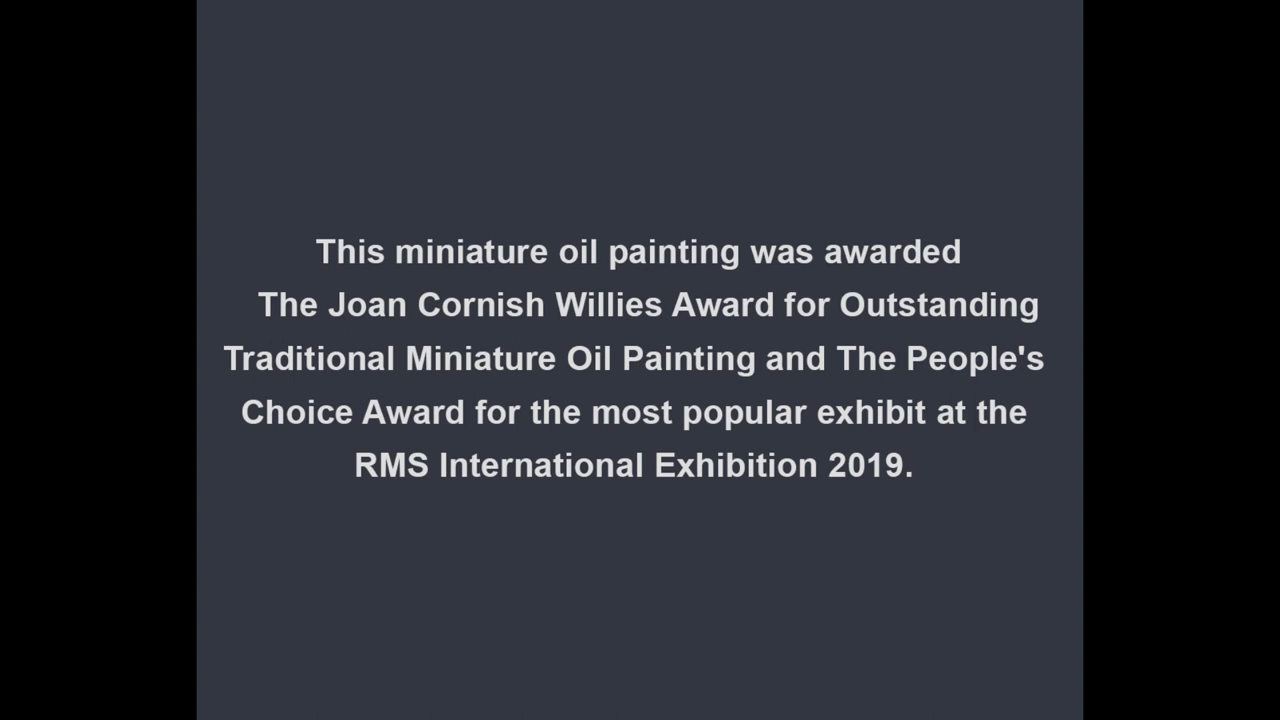 This miniature oil painting was awarded
The Joan Cornish Willies Award for Outstanding
Traditional Miniature Oil Painting and The People's
Choice Award for the most popular exhibit at the
RMS International Exhibition 2019.